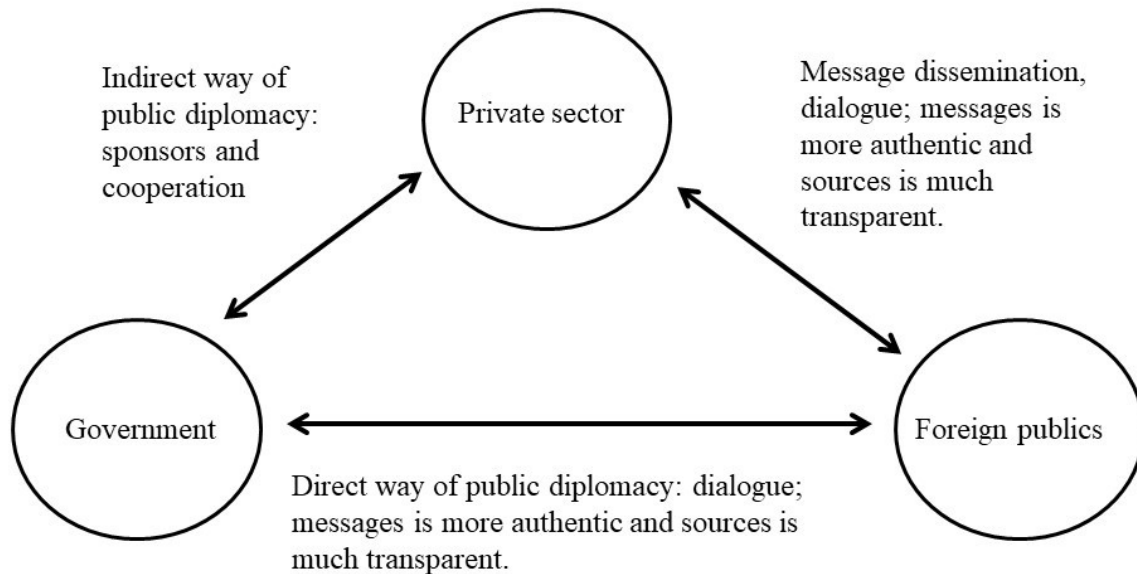 Indirect way of
public diplomacy:
sponsors and
cooperation
Private sector
Message dissemination,
dialogue; messages is
more authentic and
sources is much
transparent.
Government
Foreign publics
Direct way of public diplomacy: dialogue;
messages is more authentic and sources is
much transparent.